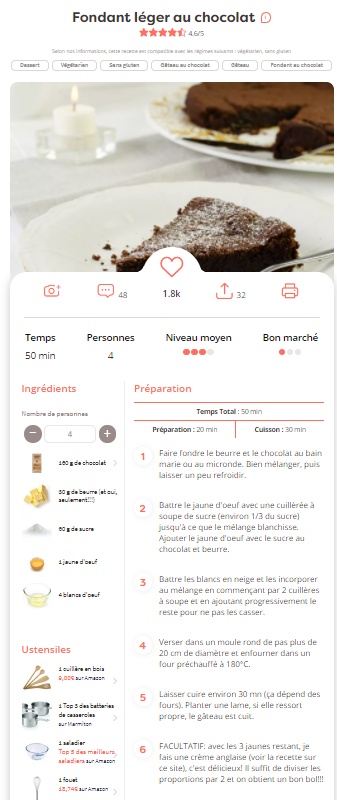 Fondant léger au chocolat
4.6/5
Selon nos informations, cette recette est compatible avec les régimes suivants : végétarien, sans gluten
Dessert
Végétarien
Sans gluten
Gâteau au chocolat
Gâteau
Fondant au chocolat
48
1.8k
32
Temps
Personnes
Niveau moyen
Bon marché
50 min
4
Ingrédients
Nombre de personnes
4
160 g de chocolat
30 g de beurre (et oui, seulement!!!)
60 g de sucre
1 jaune d'oeuf
4 blancs d'oeuf
Ustensiles
1 cuillère en bois
9,00€ sur Amazon
1 Top 5 des batteries
de casseroles
sur Marmiton
1 saladier
Top 5 des meilleurs
saladiers sur Amazon
1 fouet
18,74€ sur Amazon
Préparation
Temps Total : 50 min
Préparation : 20 min
Cuisson : 30 min
1
Faire fondre le beurre et le chocolat au bain
marie ou au micronde. Bien mélanger, puis
laisser un peu refroidir.
2
Battre le jaune d'oeuf avec une cuillérée à
soupe de sucre (environ 1/3 du sucre)
jusqu'à ce que le mélange blanchisse.
Ajouter le jaune d'oeuf avec le sucre au
chocolat et beurre.
3
Battre les blancs en neige et les incorporer
au mélange en commençant par 2 cuillères
à soupe et en ajoutant progressivement le
reste pour ne pas les casser.
4
Verser dans un moule rond de pas plus de
20 cm de diamètre et enfourner dans un
four préchauffé à 180°C.
5
Laisser cuire environ 30 mn (ça dépend des
fours). Planter une lame, si elle ressort
propre, le gâteau est cuit.
6
FACULTATIF: avec les 3 jaunes restant, je
fais une crème anglaise (voir la recette sur
ce site), c'est délicieux! Il suffit de diviser les
proportions par 2 et on obtient un bon bol!!!